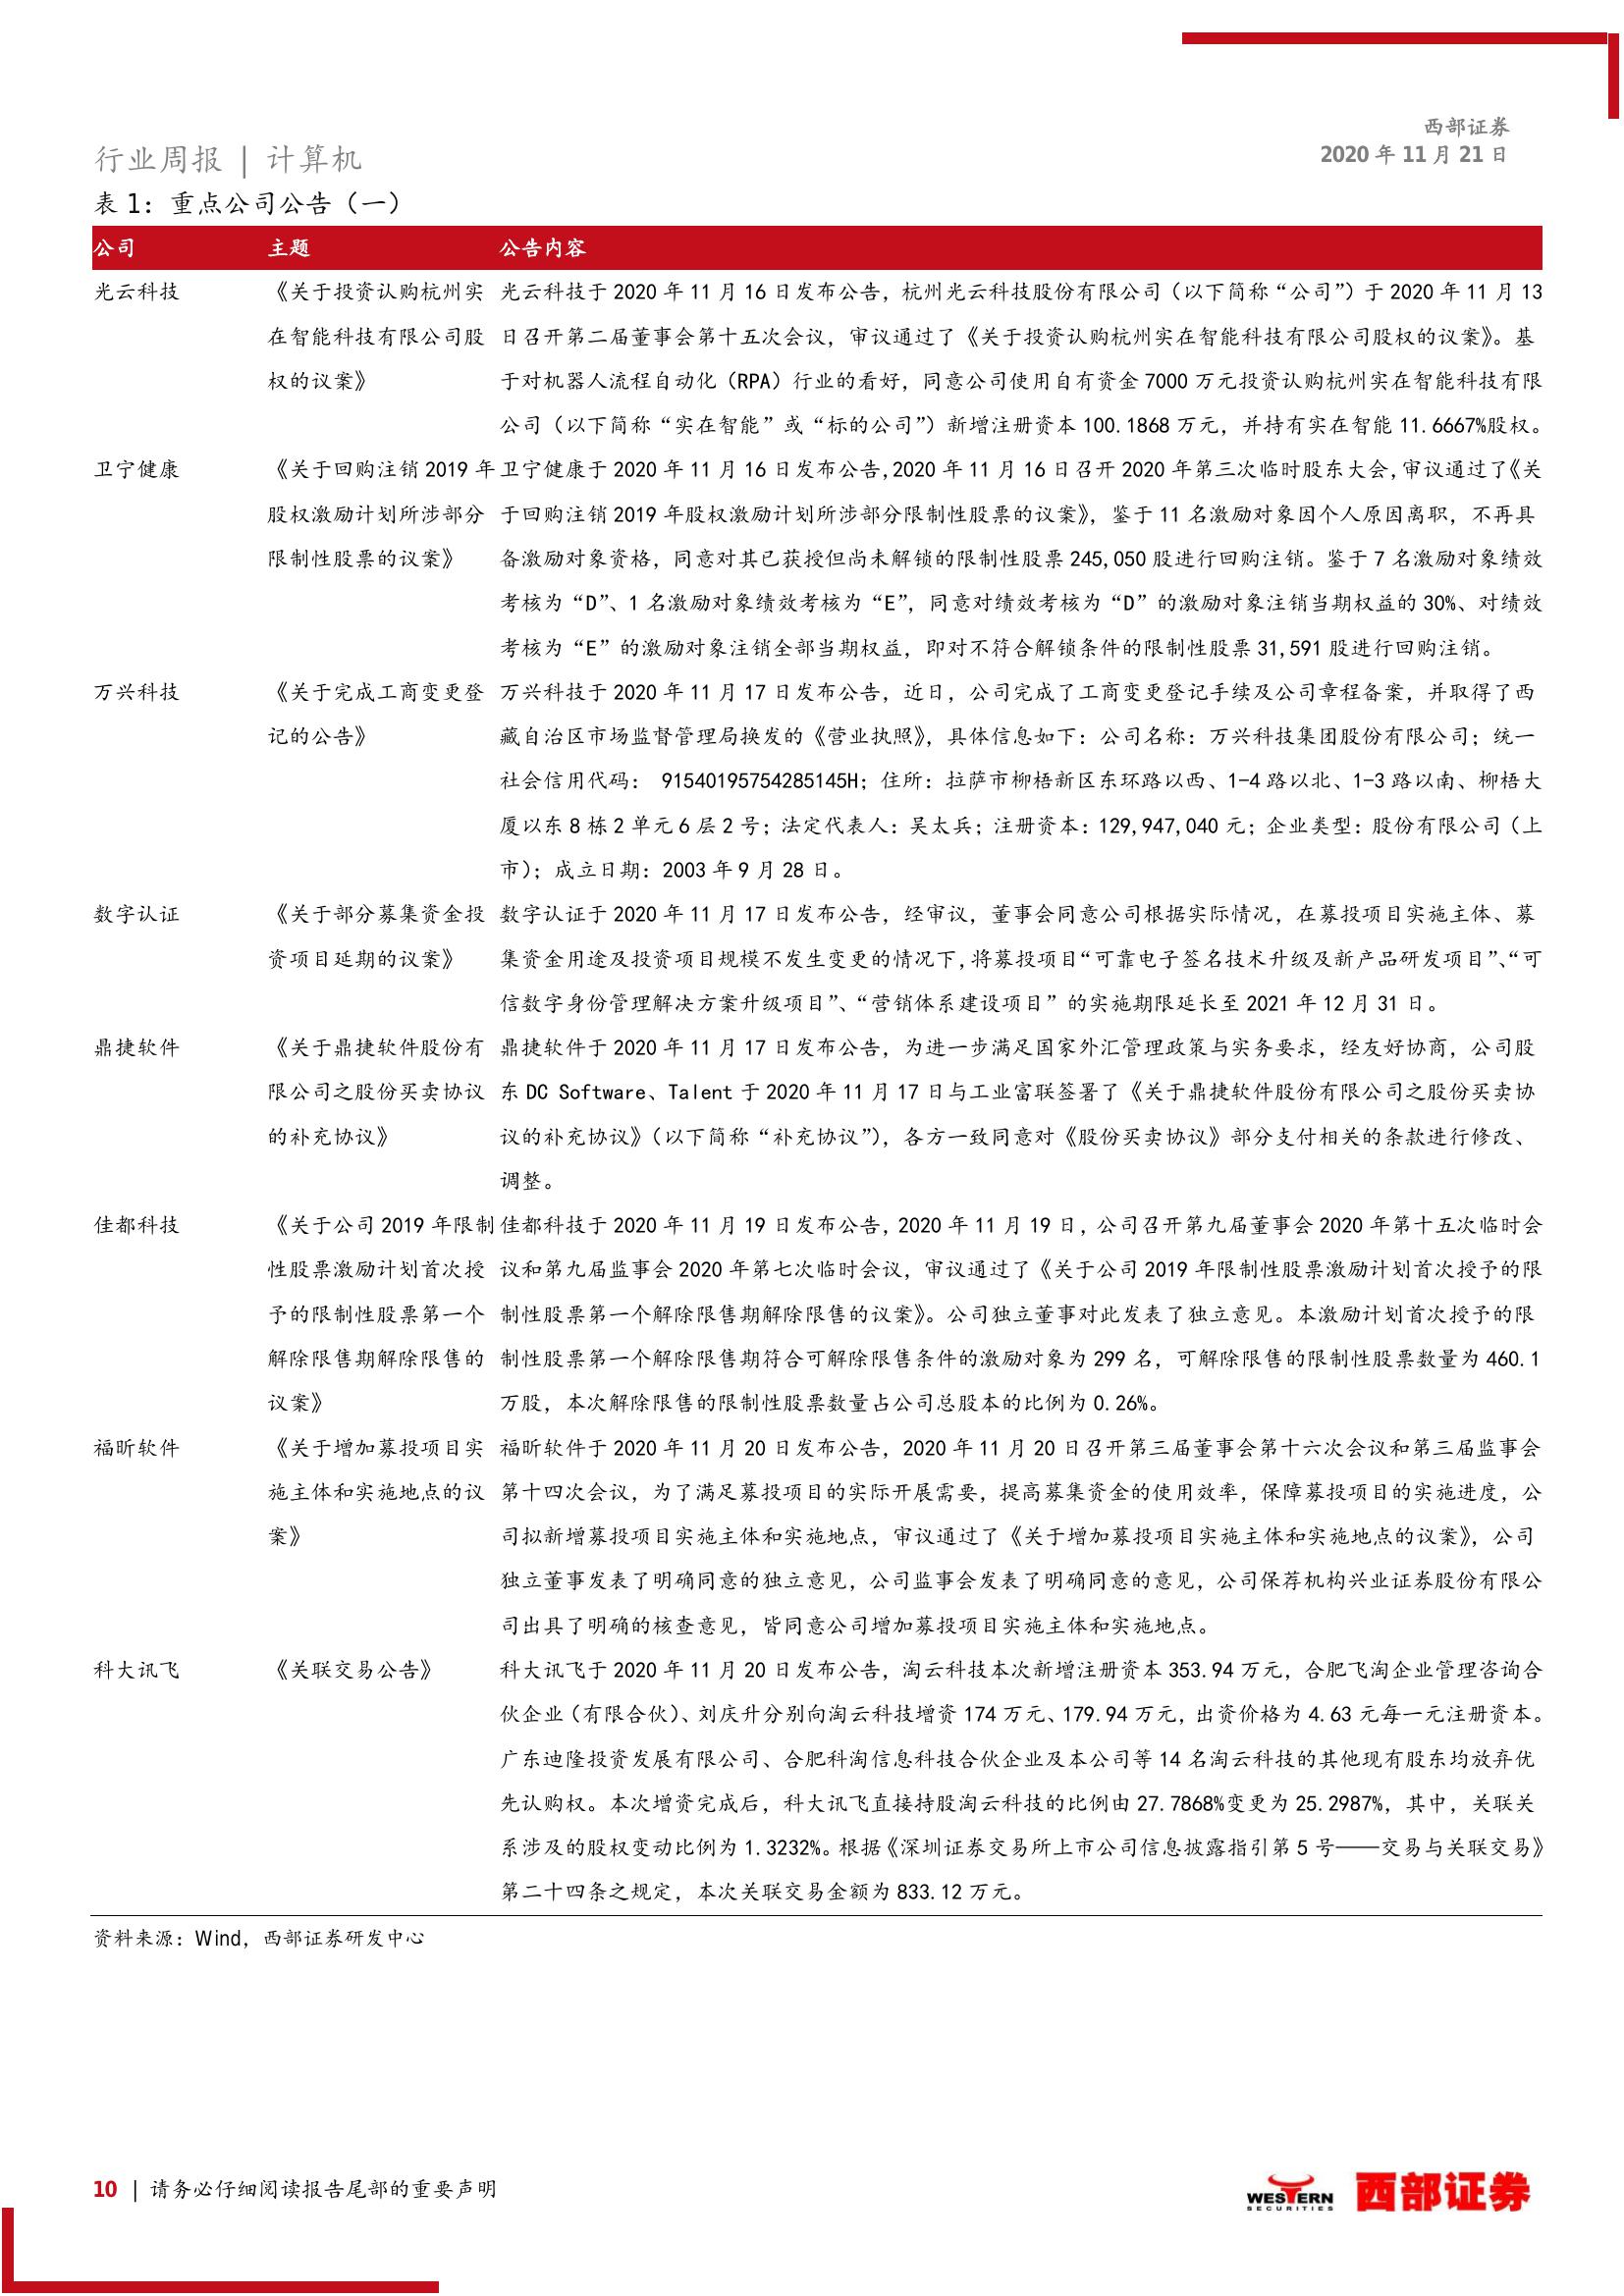 西部证券
2020 年 11 月 21 日
行业周报 | 计算机
表 1：重点公司公告（一）
公司 主题 公告内容
光云科技 《关于投资认购杭州实 光云科技于 2020 年 11 月 16 日发布公告，杭州光云科技股份有限公司（以下简称“公司”）于 2020 年 11 月 13
在智能科技有限公司股 日召开第二届董事会第十五次会议，审议通过了《关于投资认购杭州实在智能科技有限公司股权的议案》。基
权的议案》 于对机器人流程自动化（RPA）行业的看好，同意公司使用自有资金 7000 万元投资认购杭州实在智能科技有限
公司（以下简称“实在智能”或“标的公司”）新增注册资本 100.1868 万元，并持有实在智能 11.6667%股权。
卫宁健康 《关于回购注销 2019 年 卫宁健康于 2020 年 11 月 16 日发布公告，2020 年 11 月 16 日召开 2020 年第三次临时股东大会，审议通过了《关
股权激励计划所涉部分 于回购注销 2019 年股权激励计划所涉部分限制性股票的议案》，鉴于 11 名激励对象因个人原因离职，不再具
限制性股票的议案》 备激励对象资格，同意对其已获授但尚未解锁的限制性股票 245,050 股进行回购注销。鉴于 7 名激励对象绩效
考核为“D”、1 名激励对象绩效考核为“E”，同意对绩效考核为“D”的激励对象注销当期权益的 30%、对绩效
考核为“E”的激励对象注销全部当期权益，即对不符合解锁条件的限制性股票 31,591 股进行回购注销。
万兴科技 《关于完成工商变更登 万兴科技于 2020 年 11 月 17 日发布公告，近日，公司完成了工商变更登记手续及公司章程备案，并取得了西
记的公告》 藏自治区市场监督管理局换发的《营业执照》，具体信息如下：公司名称：万兴科技集团股份有限公司；统一
社会信用代码： 91540195754285145H；住所：拉萨市柳梧新区东环路以西、1-4 路以北、1-3 路以南、柳梧大
厦以东 8 栋 2 单元 6 层 2 号；法定代表人：吴太兵；注册资本：129,947,040 元；企业类型：股份有限公司（上
市）；成立日期：2003 年 9 月 28 日。
数字认证 《关于部分募集资金投 数字认证于 2020 年 11 月 17 日发布公告，经审议，董事会同意公司根据实际情况，在募投项目实施主体、募
资项目延期的议案》 集资金用途及投资项目规模不发生变更的情况下，将募投项目“可靠电子签名技术升级及新产品研发项目”、“可
信数字身份管理解决方案升级项目”、“营销体系建设项目”的实施期限延长至 2021 年 12 月 31 日。
鼎捷软件 《关于鼎捷软件股份有 鼎捷软件于 2020 年 11 月 17 日发布公告，为进一步满足国家外汇管理政策与实务要求，经友好协商，公司股
限公司之股份买卖协议 东 DC Software、Talent 于 2020 年 11 月 17 日与工业富联签署了《关于鼎捷软件股份有限公司之股份买卖协
的补充协议》 议的补充协议》（以下简称“补充协议”），各方一致同意对《股份买卖协议》部分支付相关的条款进行修改、
调整。
佳都科技 《关于公司 2019 年限制 佳都科技于 2020 年 11 月 19 日发布公告，2020 年 11 月 19 日，公司召开第九届董事会 2020 年第十五次临时会
性股票激励计划首次授 议和第九届监事会 2020 年第七次临时会议，审议通过了《关于公司 2019 年限制性股票激励计划首次授予的限
予的限制性股票第一个 制性股票第一个解除限售期解除限售的议案》。公司独立董事对此发表了独立意见。本激励计划首次授予的限
解除限售期解除限售的 制性股票第一个解除限售期符合可解除限售条件的激励对象为 299 名，可解除限售的限制性股票数量为 460.1
议案》 万股，本次解除限售的限制性股票数量占公司总股本的比例为 0.26%。
福昕软件 《关于增加募投项目实 福昕软件于 2020 年 11 月 20 日发布公告，2020 年 11 月 20 日召开第三届董事会第十六次会议和第三届监事会
施主体和实施地点的议 第十四次会议，为了满足募投项目的实际开展需要，提高募集资金的使用效率，保障募投项目的实施进度，公
案》 司拟新增募投项目实施主体和实施地点，审议通过了《关于增加募投项目实施主体和实施地点的议案》，公司
独立董事发表了明确同意的独立意见，公司监事会发表了明确同意的意见，公司保荐机构兴业证券股份有限公
司出具了明确的核查意见，皆同意公司增加募投项目实施主体和实施地点。
科大讯飞 《关联交易公告》 科大讯飞于 2020 年 11 月 20 日发布公告，淘云科技本次新增注册资本 353.94 万元，合肥飞淘企业管理咨询合
伙企业（有限合伙）、刘庆升分别向淘云科技增资 174 万元、179.94 万元，出资价格为 4.63 元每一元注册资本。
广东迪隆投资发展有限公司、合肥科淘信息科技合伙企业及本公司等 14 名淘云科技的其他现有股东均放弃优
先认购权。本次增资完成后，科大讯飞直接持股淘云科技的比例由 27.7868%变更为 25.2987%，其中，关联关
系涉及的股权变动比例为 1.3232%。根据《深圳证券交易所上市公司信息披露指引第 5 号——交易与关联交易》
第二十四条之规定，本次关联交易金额为 833.12 万元。
资料来源：Wind，西部证券研发中心
10 | 请务必仔细阅读报告尾部的重要声明
WESTERN SECURITIES 西部证券